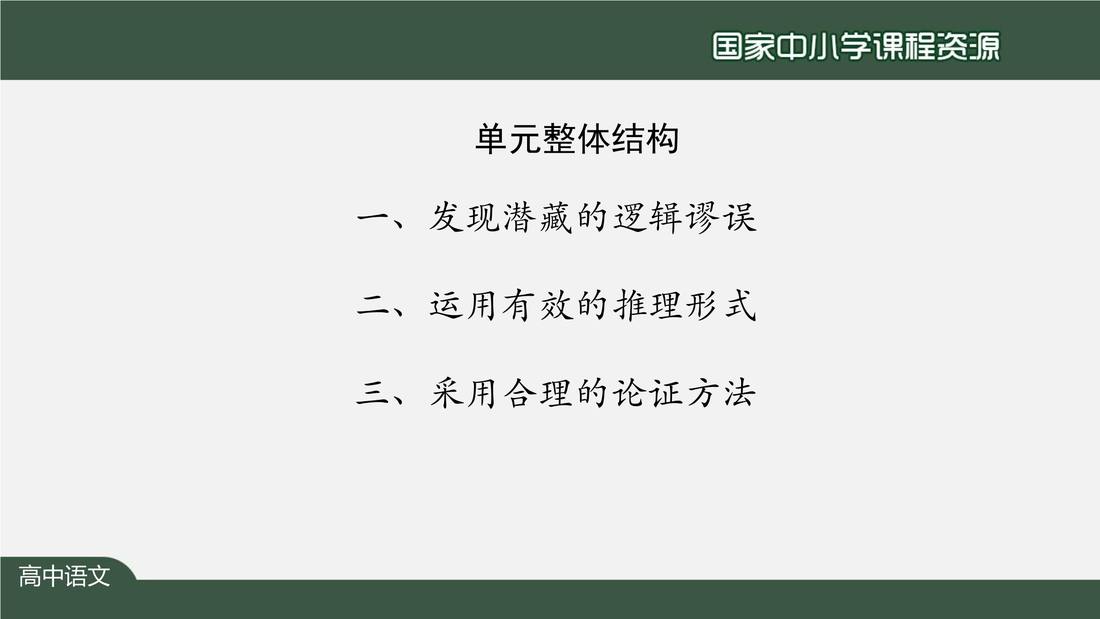 国家中小学课程资源
单元整体结构
一、发现潜藏的逻辑谬误
二、运用有效的推理形式
三、采用合理的论证方法
高中语文